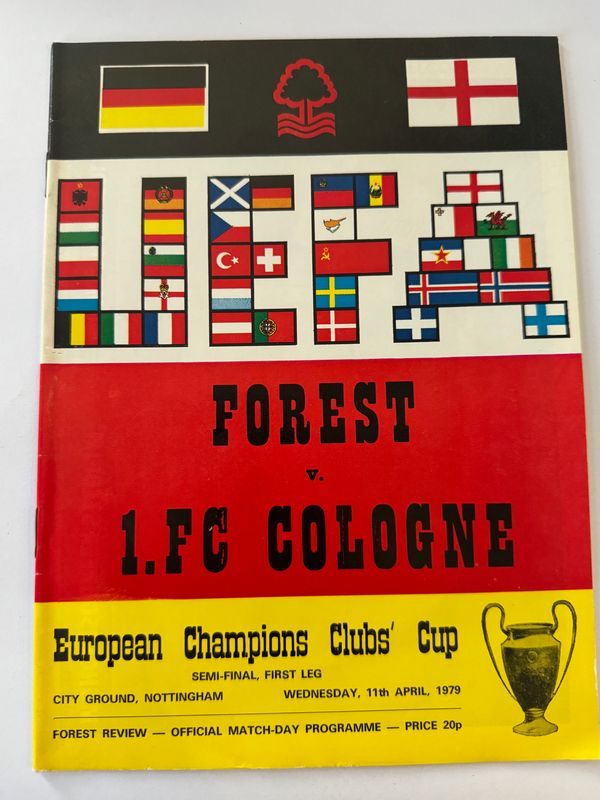 UEFA
FOREST
v.
1.FC COLOGNE
European Champions Clubs' Cup
SEMI-FINAL, FIRST LEG
CITY GROUND, NOTTINGHAM WEDNESDAY, 11th APRIL, 1979
FOREST REVIEW — OFFICIAL MATCH-DAY PROGRAMME — PRICE 20p